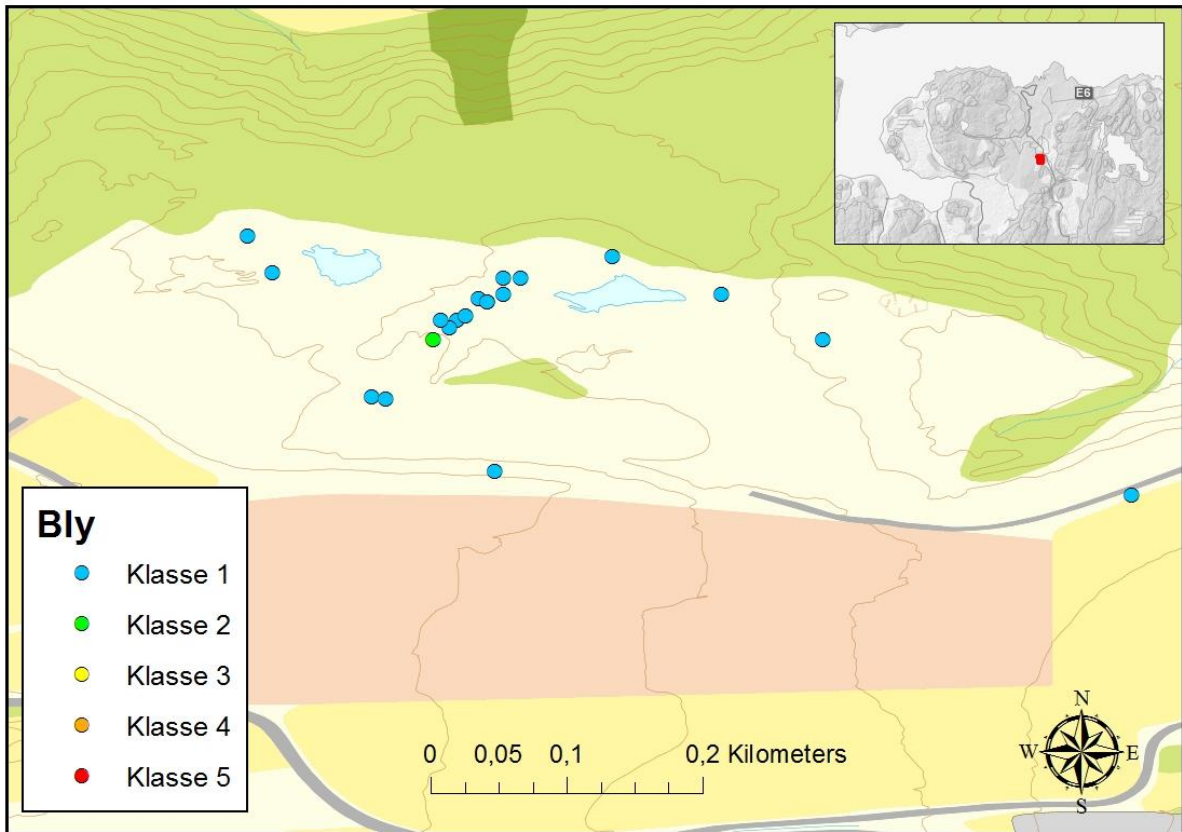 E6
Bly
Klasse 1
Klasse 2
Klasse 3
Klasse 4
Klasse 5
0 0,05 0,1 0,2 Kilometers
N
W E
S